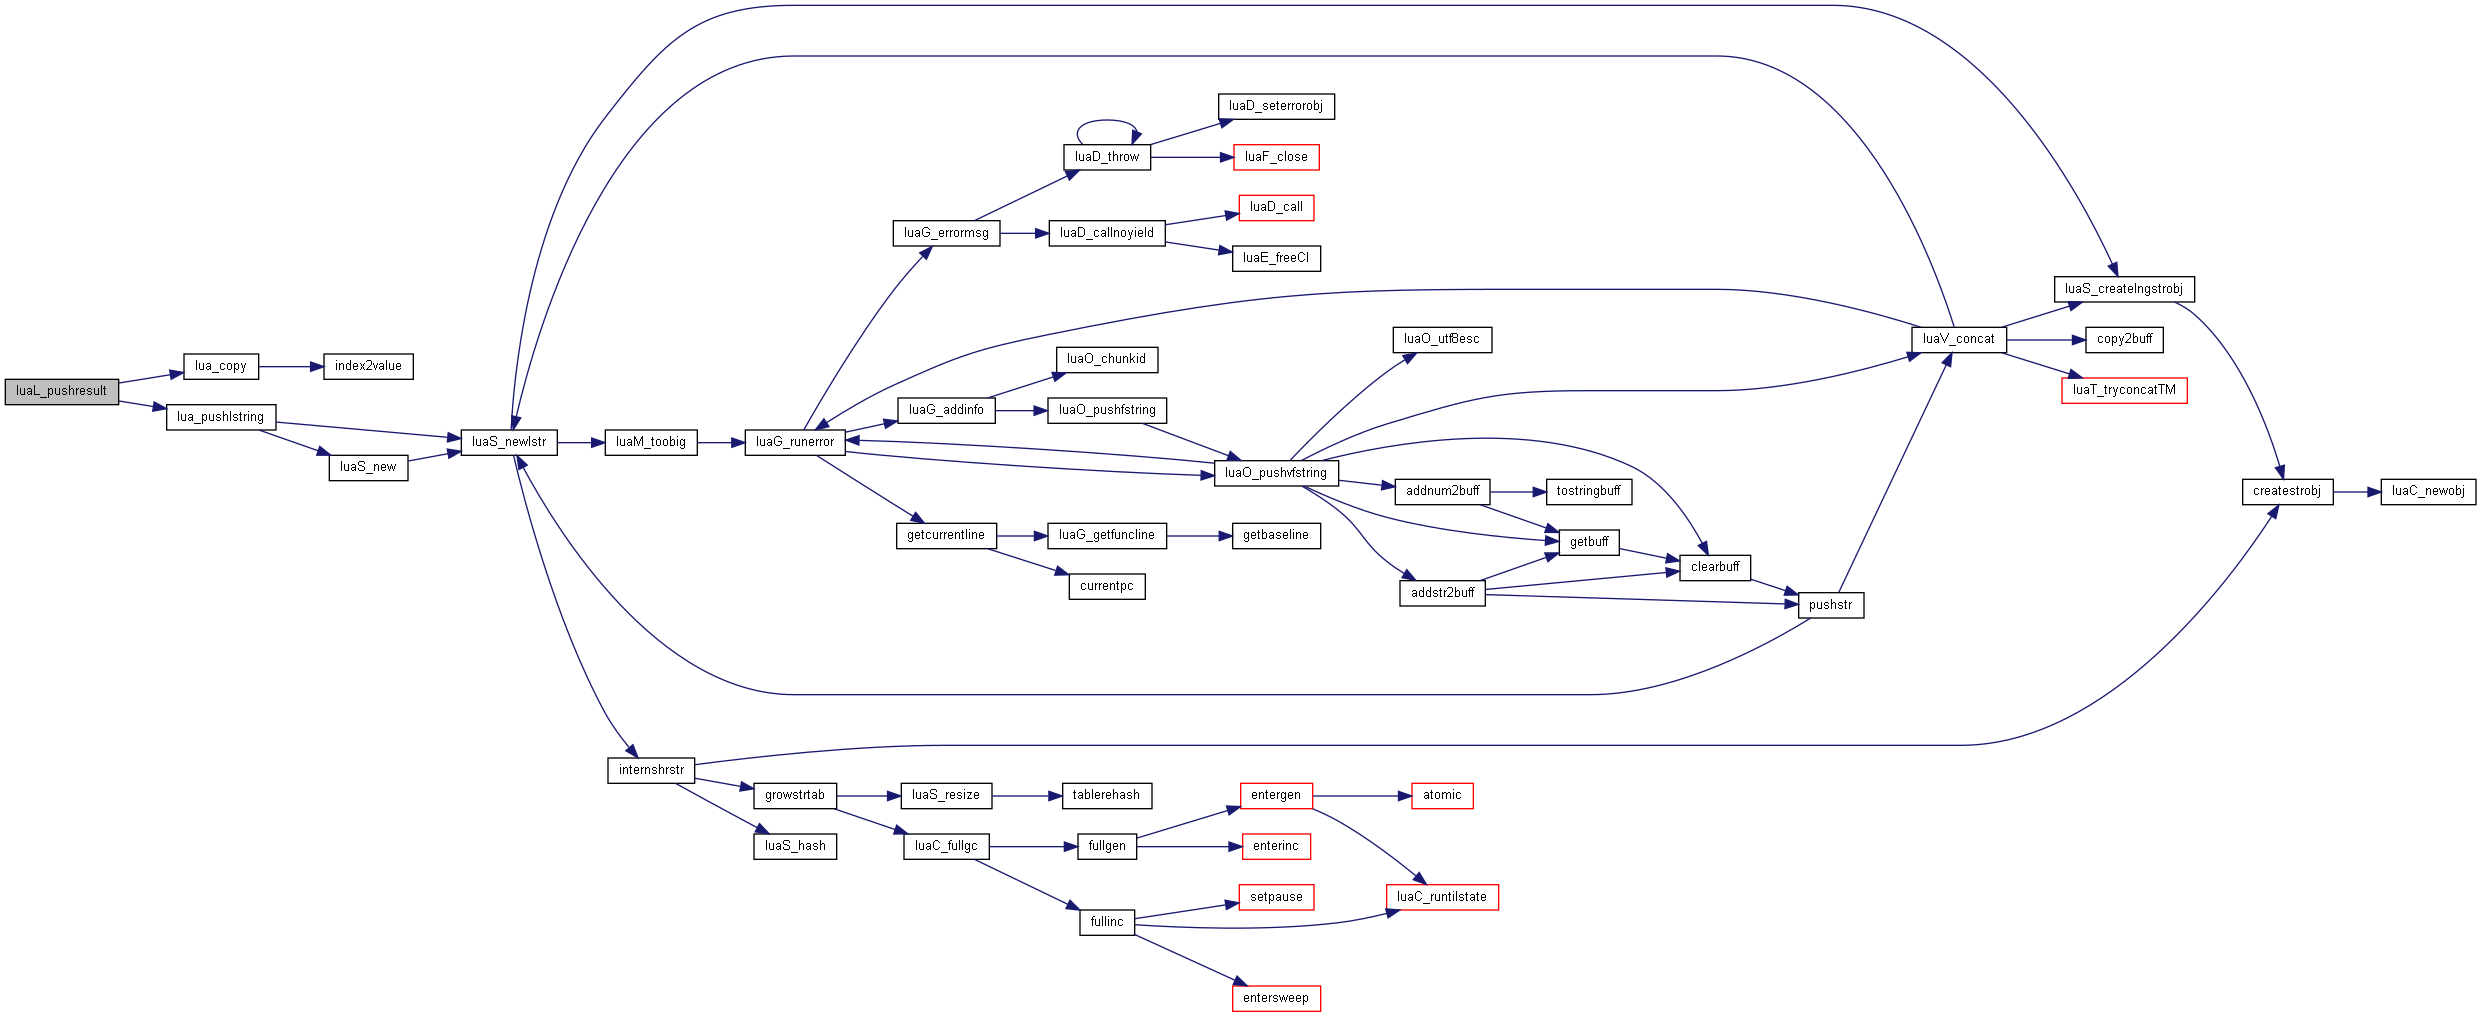 luaD_seterrorobj
luaD_throw
luaF_close
luaD_call
luaG_errormsg
luaD_callnoyield
luaE_freeCI
luaS_createlngstrobj
luaO_utf8esc
luaV_concat
copy2buff
lua_copy
index2value
luaO_chunkid
luaL_pushresult
luaT_tryconcatTM
lua_pushlstring
luaG_addinfo
luaO_pushfstring
luaS_newlstr
luaM_toobig
luaG_runerror
luaS_new
luaO_pushvfstring
addnum2buff
tostringbuff
createstrobj
luaC_newobj
getcurrentline
luaG_getfuncline
getbaseline
getbuff
clearbuff
currentpc
addstr2buff
pushstr
internshrstr
growstrtab
luaS_resize
tablerehash
entergen
atomic
luaS_hash
luaC_fullgc
fullgen
enterinc
setpause
luaC_runtilstate
fullinc
entersweep